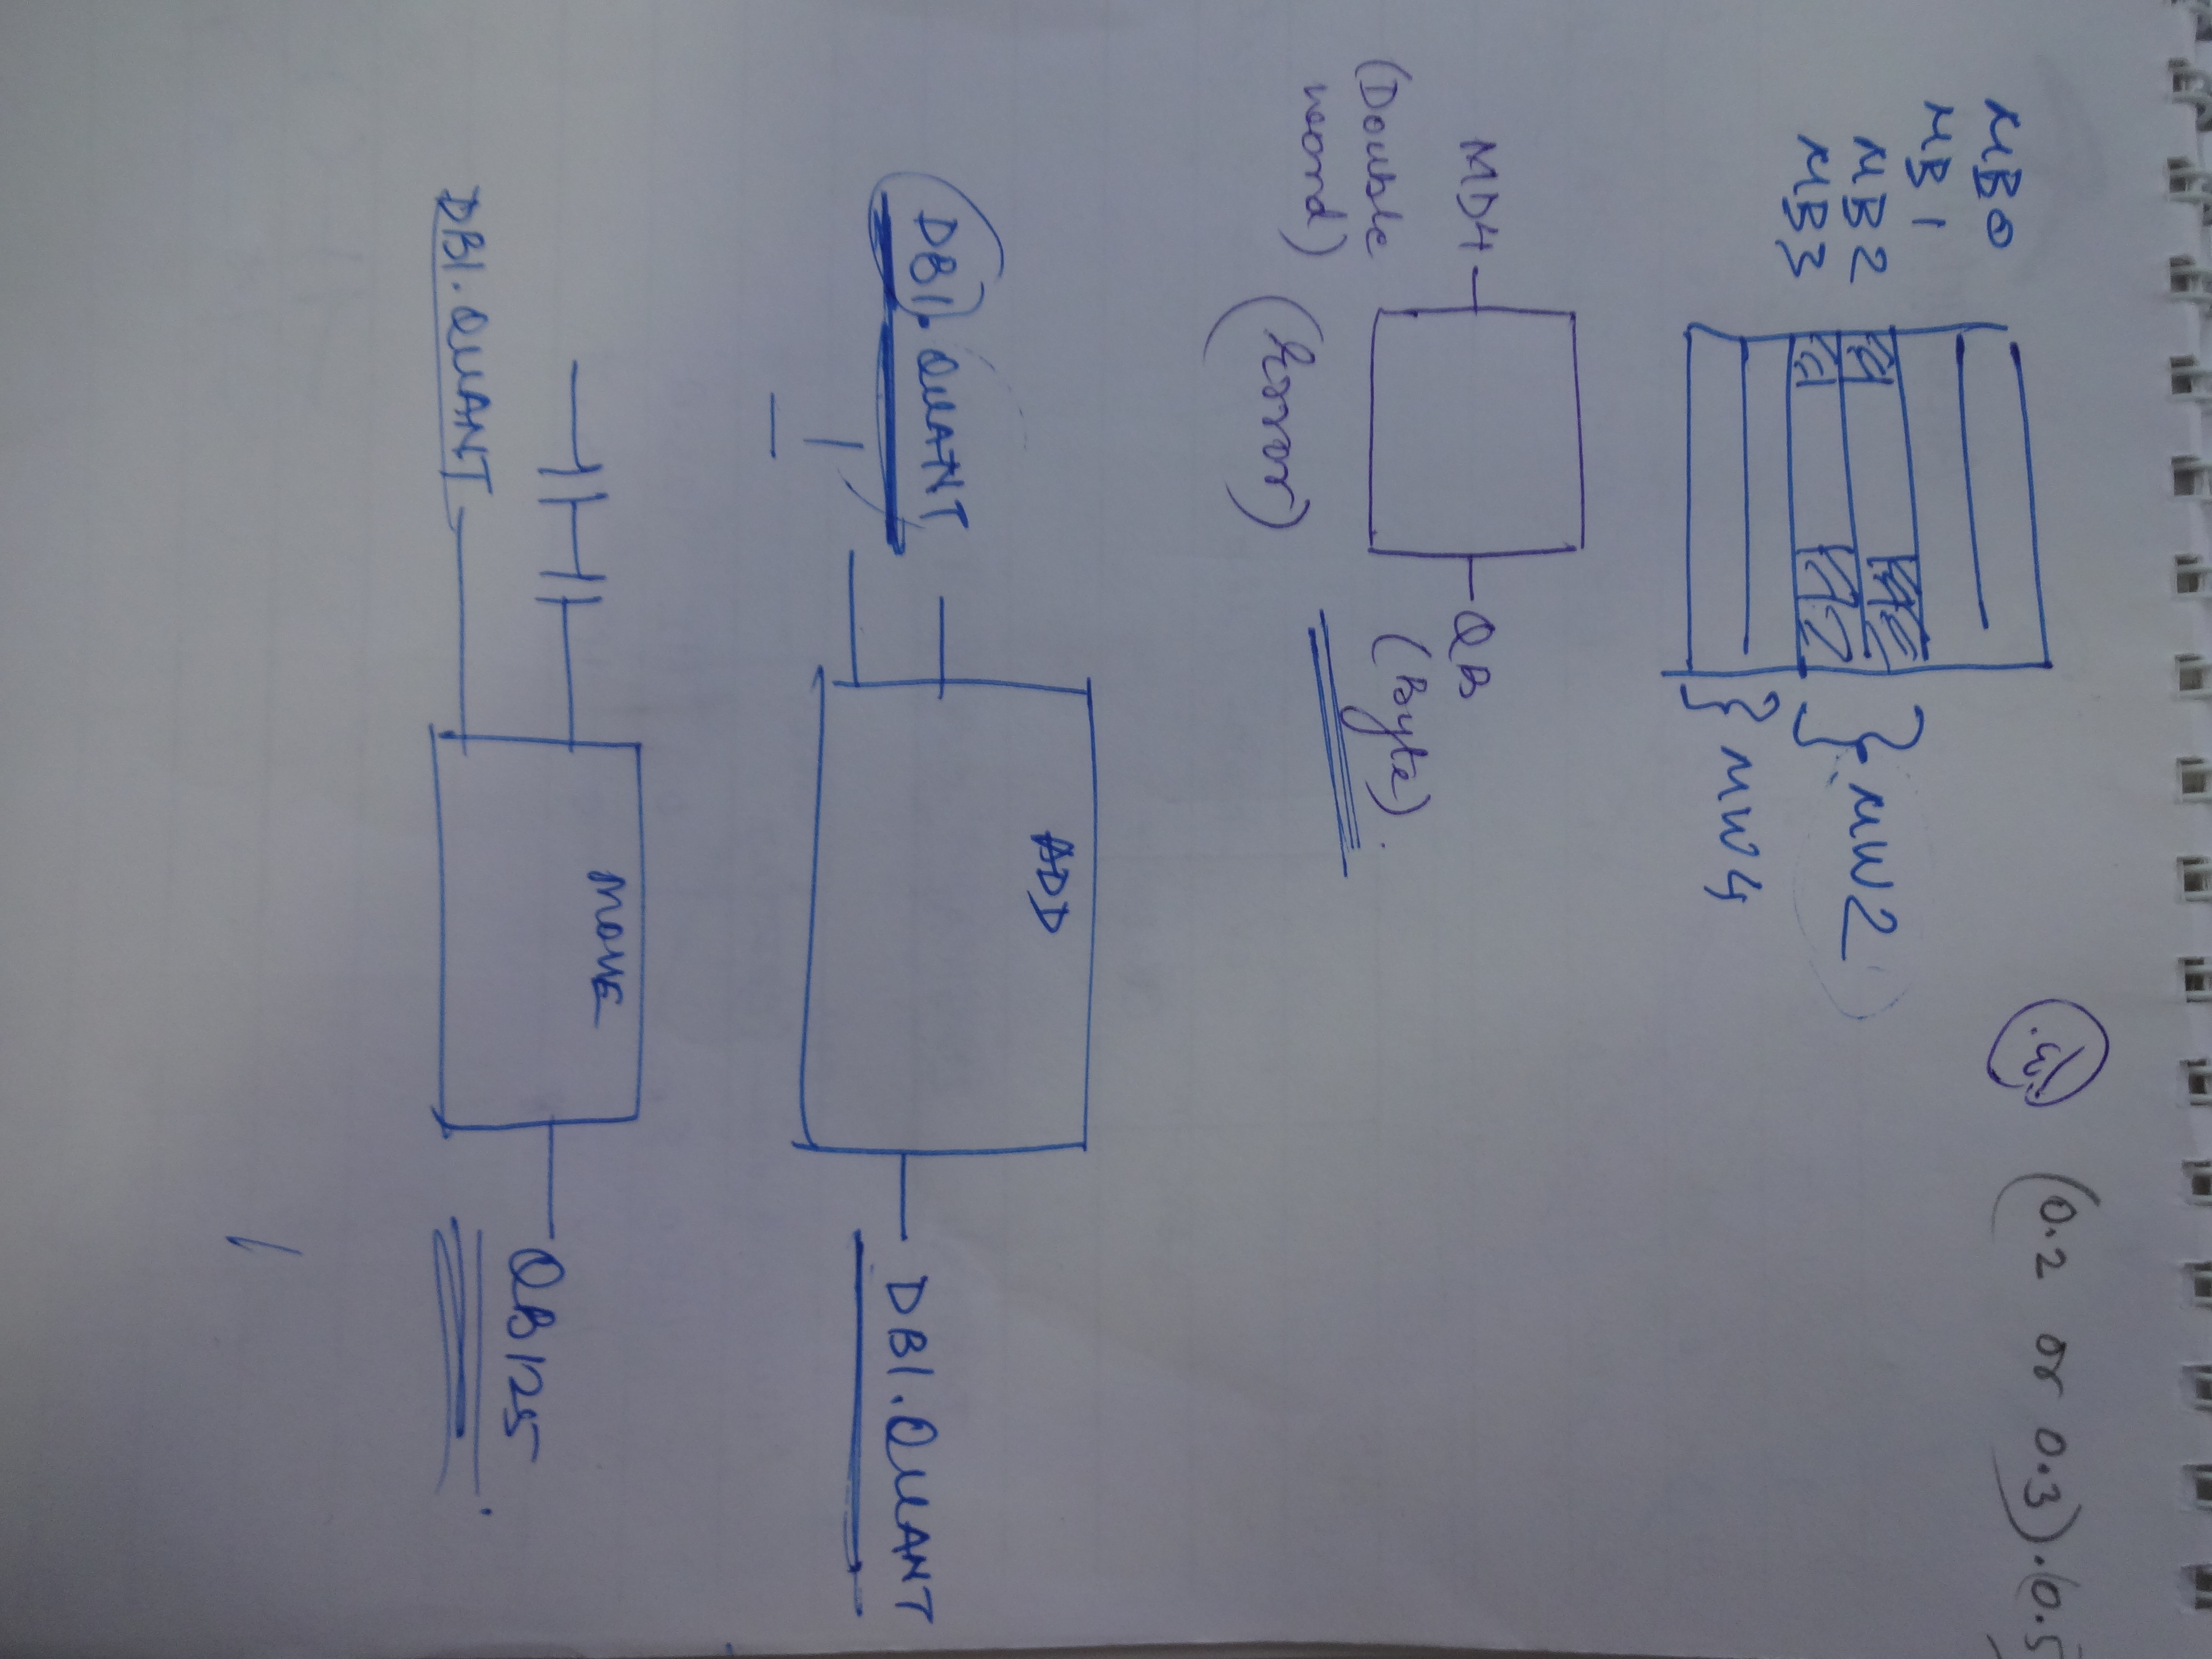 (0.2 or 0.3).(0.5
MB0
MB1
MB2
MB3
} MW2
} MW4
MD4
QB
(Double
word)
(Byte).
(Error)
ADD
DB1.QUANT
1
DB1.QUANT
MOVE
DB1.QUANT
QB125